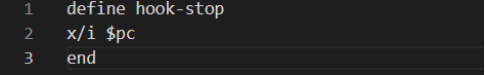 1 define hook-stop
2 x/i $pc
3 end